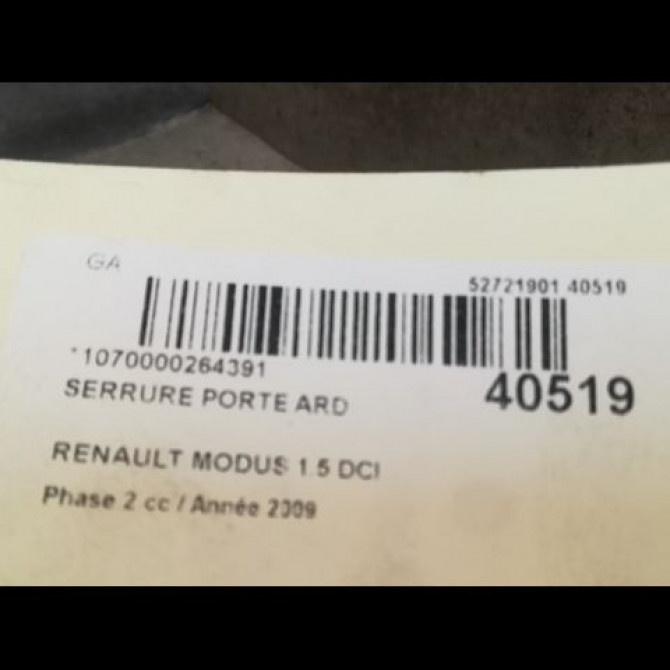 GA
52721901 40519
*1070000264391
40519
SERRURE PORTE ARD
RENAULT MODUS 1.5 DCI
Phase 2 cc / Année 2009